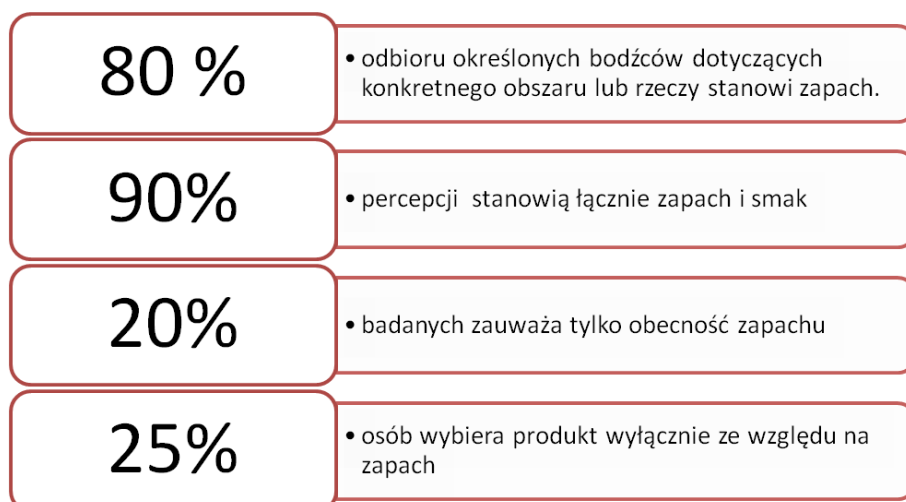 80 %
• odbioru określonych bodźców dotyczących
konkretnego obszaru lub rzeczy stanowi zapach.
90%
• percepcji stanowią łącznie zapach i smak
20%
• badanych zauważa tylko obecność zapachu
25%
• osób wybiera produkt wyłącznie ze względu na
zapach